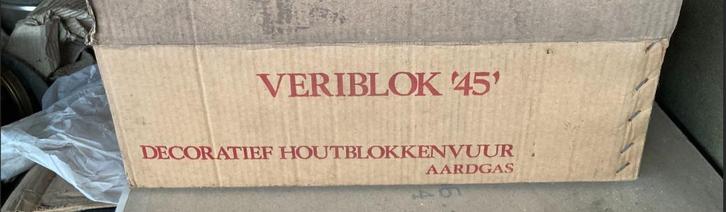 VERIBLOK '45'
DECORATIEF HOUTBLOKKENVUUR
AARDGAS